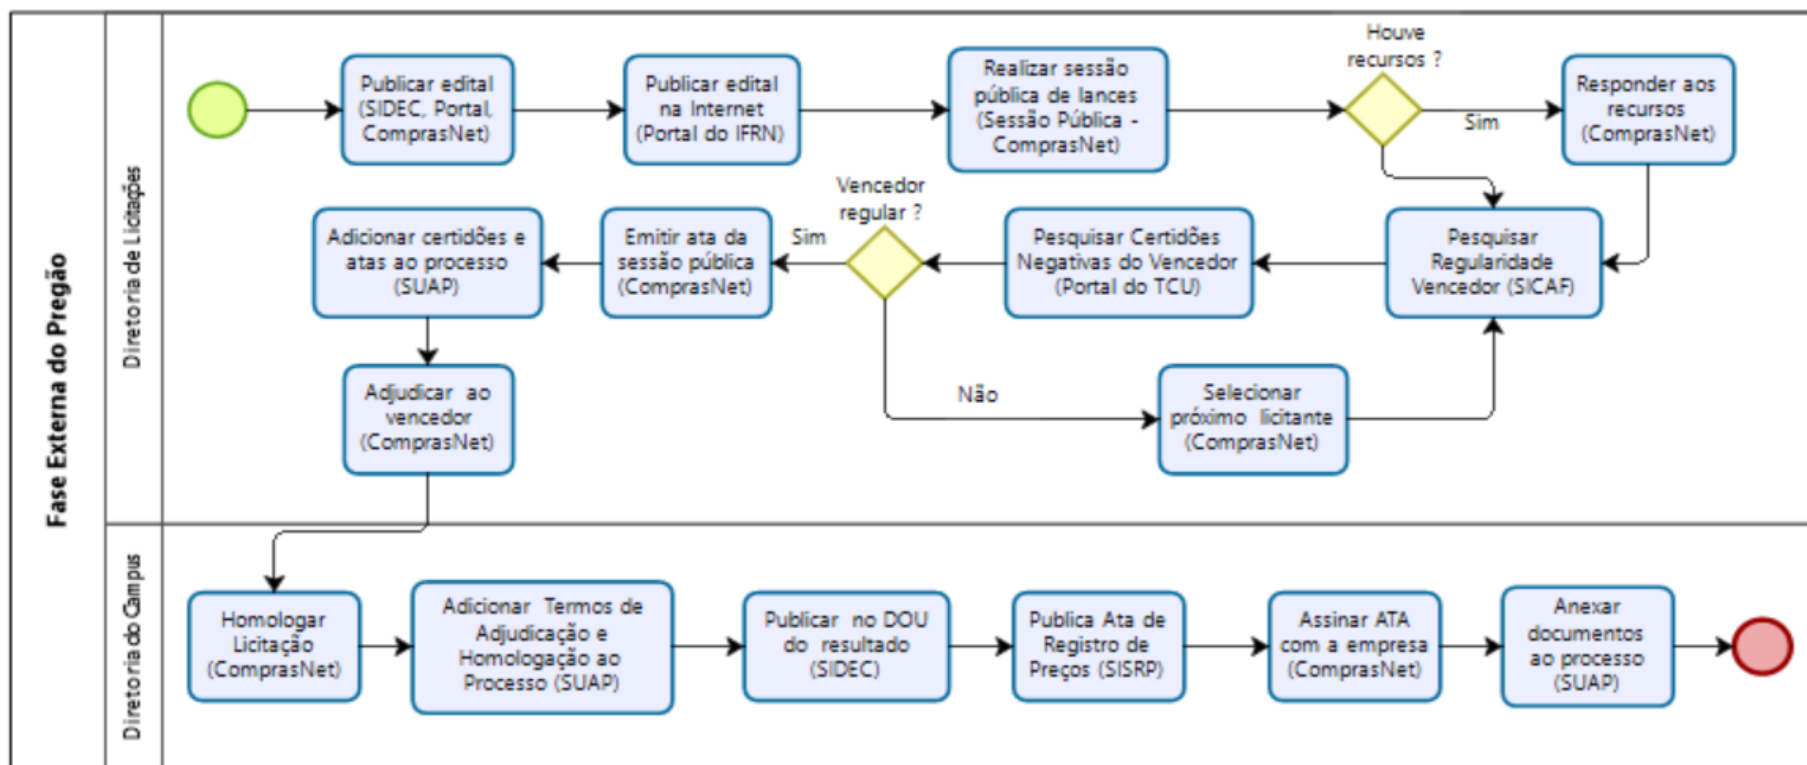 Fase Externa do Pregão
Diretoria de Licitações
Publicar edital
(SIDEC, Portal,
ComprasNet)
Publicar edital
na Internet
(Portal do IFRN)
Realizar sessão
pública de lances
(Sessão Pública -
ComprasNet)
Houve
recursos ?
Sim
Responder aos
recursos
(ComprasNet)
Pesquisar
Regularidade
Vencedor (SICAF)
Pesquisar Certidões
Negativas do Vencedor
(Portal do TCU)
Vencedor
regular ?
Sim
Emitir ata da
sessão pública
(ComprasNet)
Adicionar certidões e
atas ao processo
(SUAP)
Não
Selecionar
próximo licitante
(ComprasNet)
Adjudicar ao
vencedor
(ComprasNet)
Diretoria do Campus
Homologar
Licitação
(ComprasNet)
Adicionar Termos de
Adjudicação e
Homologação ao
Processo (SUAP)
Publicar no DOU
do resultado
(SIDEC)
Publica Ata de
Registro de
Preços (SISRP)
Assinar ATA
com a empresa
(ComprasNet)
Anexar
documentos
ao processo
(SUAP)